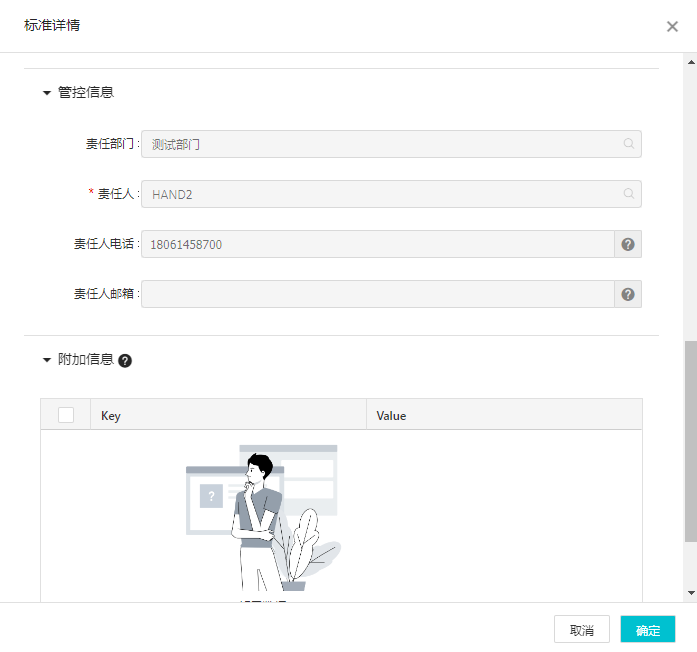 标准详情
管控信息
责任部门 : 测试部门
* 责任人 : HAND2
责任人电话 : 18061458700 ?
责任人邮箱 : ?
附加信息 ?
Key Value
?
取消 确定